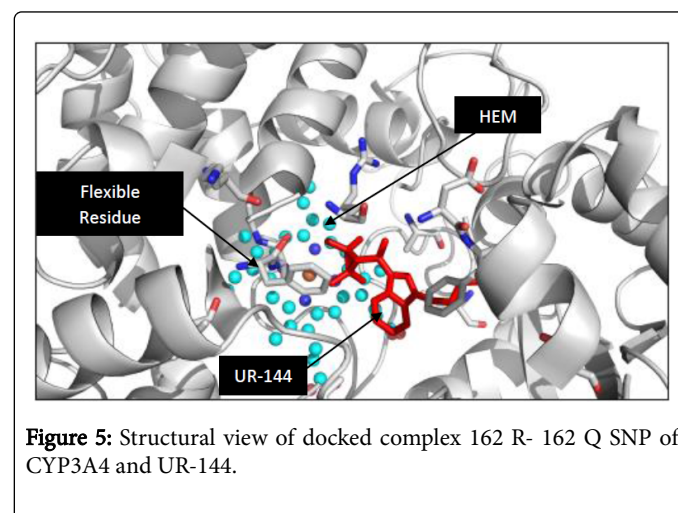 HEM
Flexible
Residue
UR-144
Figure 5: Structural view of docked complex 162 R- 162 Q SNP of
CYP3A4 and UR-144.